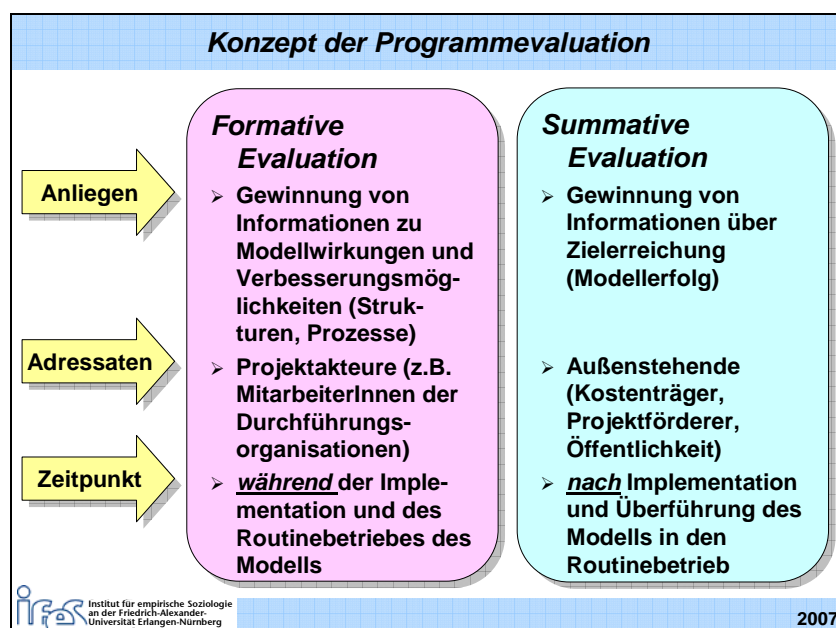 Konzept der Programmevaluation
Anliegen
Adressaten
Zeitpunkt
Formative
Evaluation
➢ Gewinnung von
Informationen zu
Modellwirkungen und
Verbesserungsmög-
lichkeiten (Struk-
turen, Prozesse)
➢ Projektakteure (z.B.
MitarbeiterInnen der
Durchführungs-
organisationen)
➢ während der Imple-
mentation und des
Routinebetriebes des
Modells
Summative
Evaluation
➢ Gewinnung von
Informationen über
Zielerreichung
(Modellerfolg)
➢ Außenstehende
(Kostenträger,
Projektförderer,
Öffentlichkeit)
➢ nach Implementation
und Überführung des
Modells in den
Routinebetrieb
ifes
Institut für empirische Soziologie
an der Friedrich-Alexander-
Universität Erlangen-Nürnberg
2007